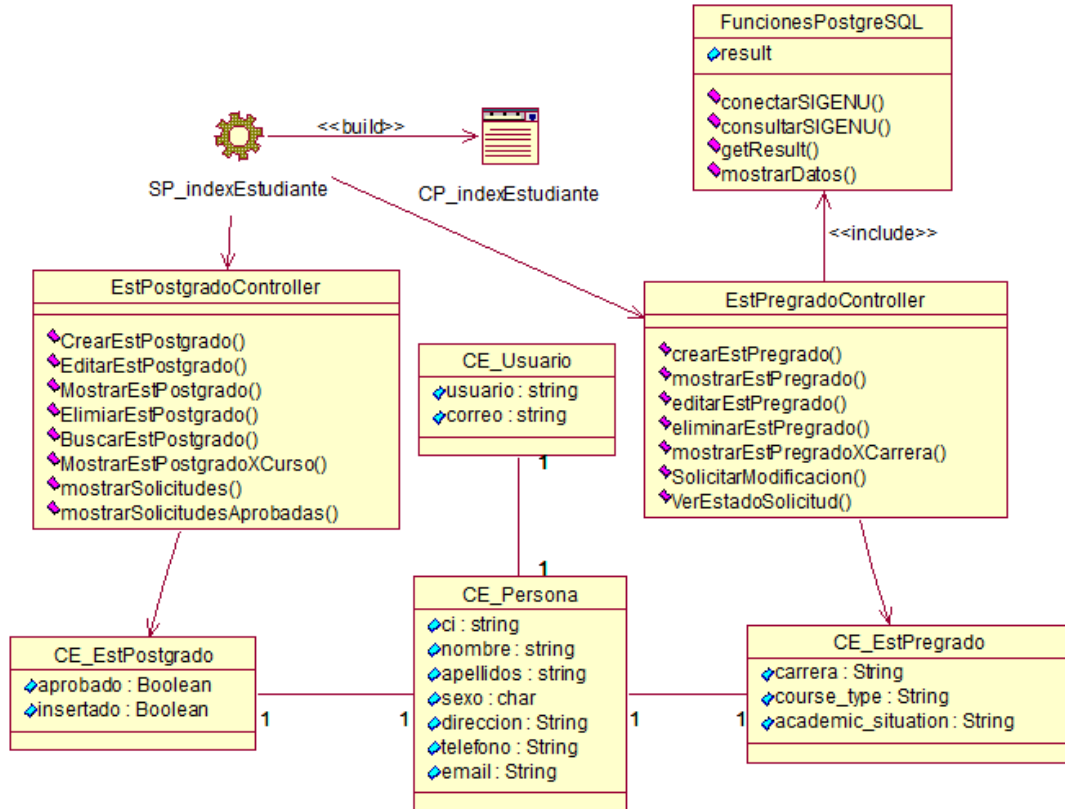 FuncionesPostgreSQL
result
conectarSIGENU()
consultarSIGENU()
getResult()
mostrarDatos()
<<build>>
SP_indexEstudiante
CP_indexEstudiante
<<include>>
EstPostgradoController
CrearEstPostgrado()
EditarEstPostgrado()
MostrarEstPostgrado()
ElimiarEstPostgrado()
BuscarEstPostgrado()
MostrarEstPostgradoXCurso()
mostrarSolicitudes()
mostrarSolicitudesAprobadas()
EstPregradoController
crearEstPregrado()
mostrarEstPregrado()
editarEstPregrado()
eliminarEstPregrado()
mostrarEstPregradoXCarrera()
SolicitarModificacion()
VerEstadoSolicitud()
CE_Usuario
usuario : string
correo : string
1
1
CE_EstPostgrado
aprobado : Boolean
insertado : Boolean
1
1
CE_Persona
ci : string
nombre : string
apellidos : string
sexo : char
direccion : String
telefono : String
email : String
1
1
CE_EstPregrado
carrera : String
course_type : String
academic_situation : String